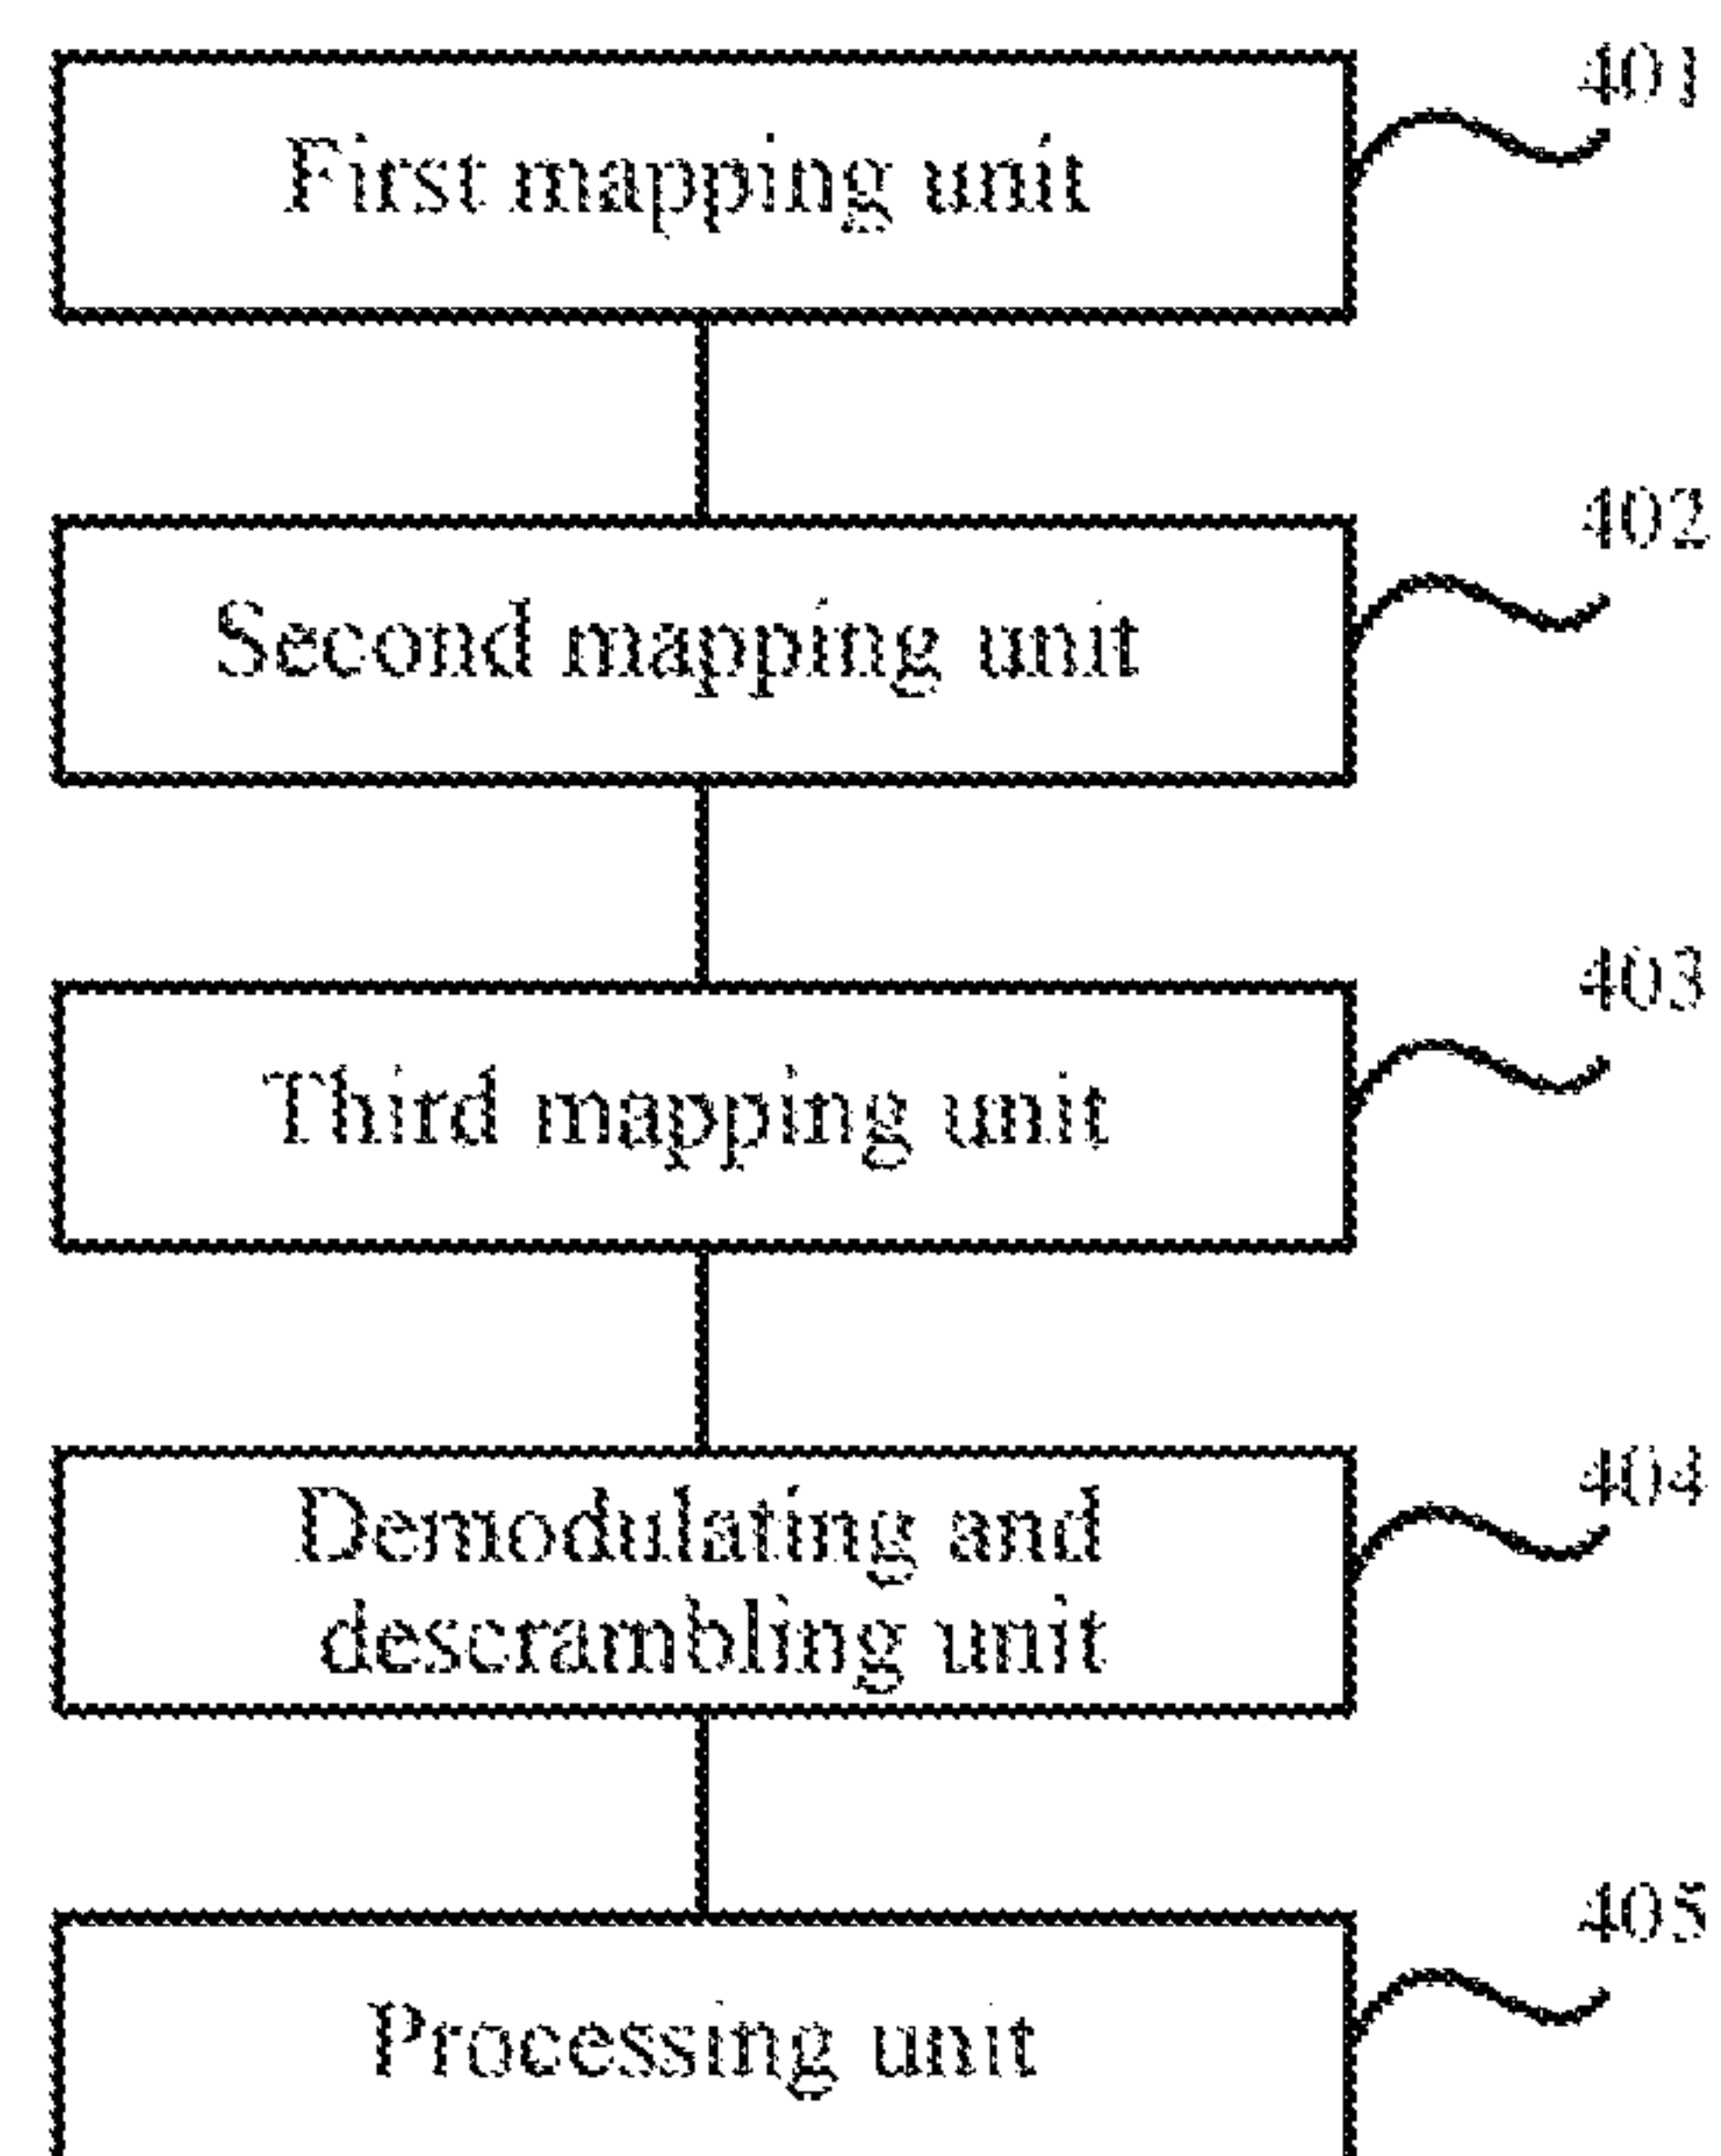 401
First mapping unit
402
Second mapping unit
403
Third mapping unit
404
Demodulating and
descrambling unit
405
Processing unit